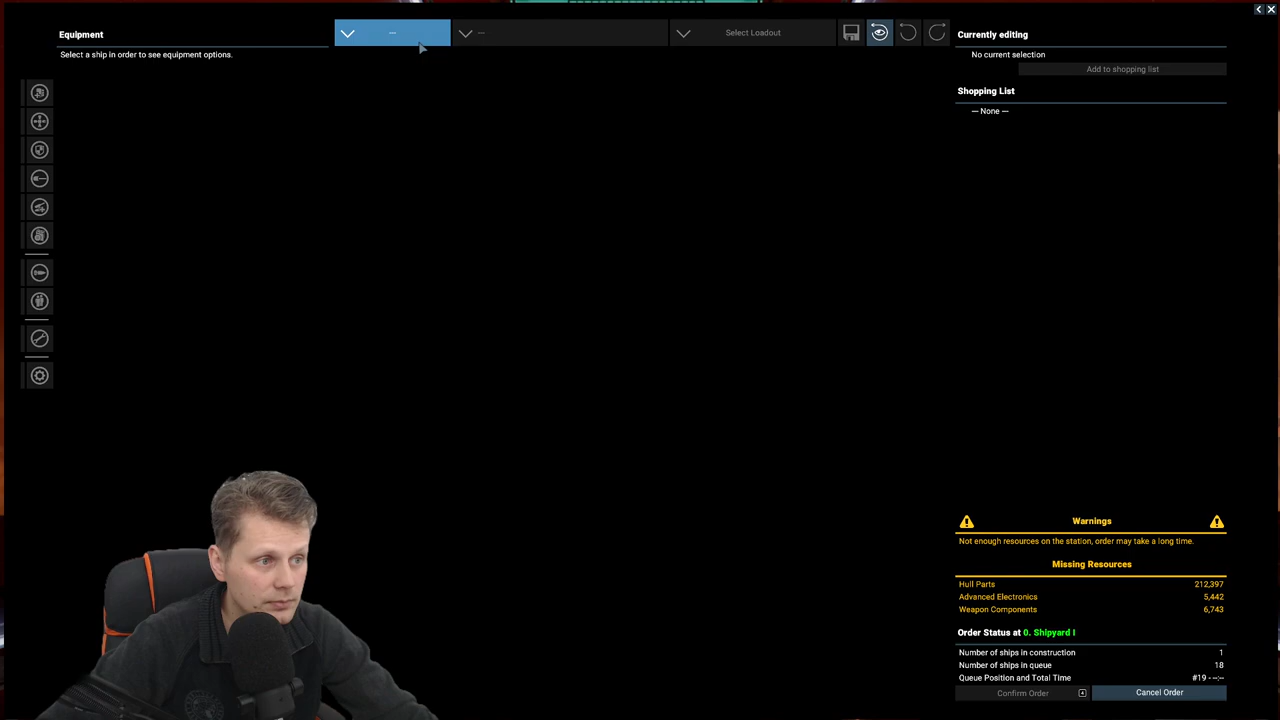 Equipment
Select a ship in order to see equipment options.
---
---
Select Loadout
Currently editing
No current selection
Add to shopping list
Shopping List
--- None ---
Warnings
Not enough resources on the station, order may take a long time.
Missing Resources
Hull Parts 212,397
Advanced Electronics 5,442
Weapon Components 6,743
Order Status at 0. Shipyard I
Number of ships in construction 1
Number of ships in queue 18
Queue Position and Total Time #19 - --:--
Confirm Order
Cancel Order